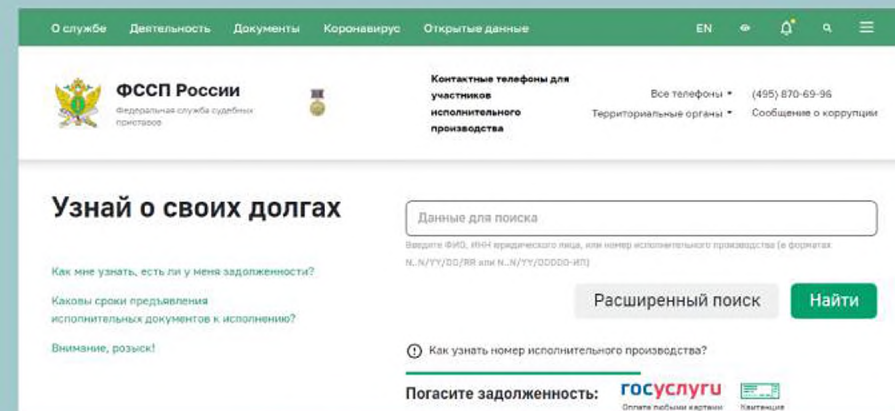 О службе Деятельность Документы Коронавирус Открытые данные EN
ФССП России
Федеральная служба судебных
приставов
Контактные телефоны для
участников
исполнительного
производства
Все телефоны
Территориальные органы
(495) 870-69-96
Сообщение о коррупции
Узнай о своих долгах
Как мне узнать, есть ли у меня задолженности?
Каковы сроки предъявления
исполнительных документов к исполнению?
Внимание, розыск!
Данные для поиска
Введите ФИО, ИНН юридического лица, или номер исполнительного производства (в форматах
N..N/YY/DD/RR или N..N/YY/DDDDD-ИП)
Расширенный поиск
Найти
Как узнать номер исполнительного производства?
Погасите задолженность:
госуслуги
Оплата любыми картами
Квитанция